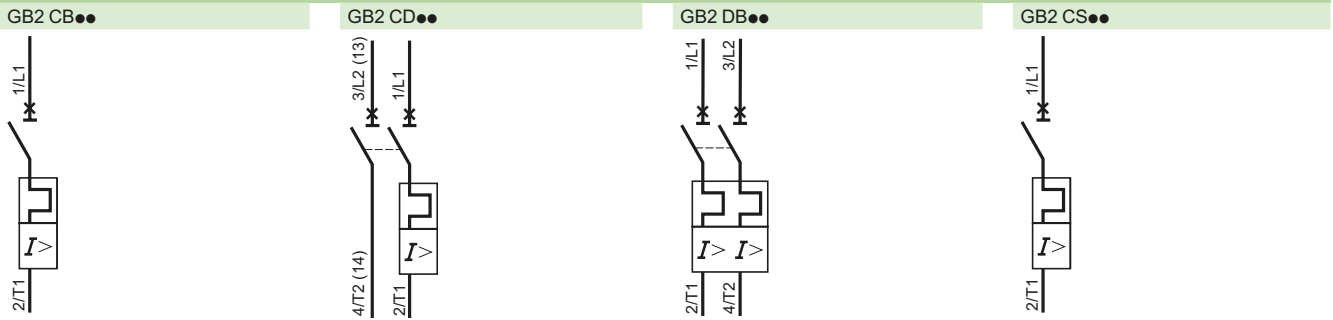 GB2 CB●●
GB2 CD●●
GB2 DB●●
GB2 CS●●
1/L1
3/L2 (13)
1/L1
1/L1
3/L2
1/L1
I>
I>
I> I>
I>
2/T1
4/T2 (14)
2/T1
2/T1
4/T2
2/T1